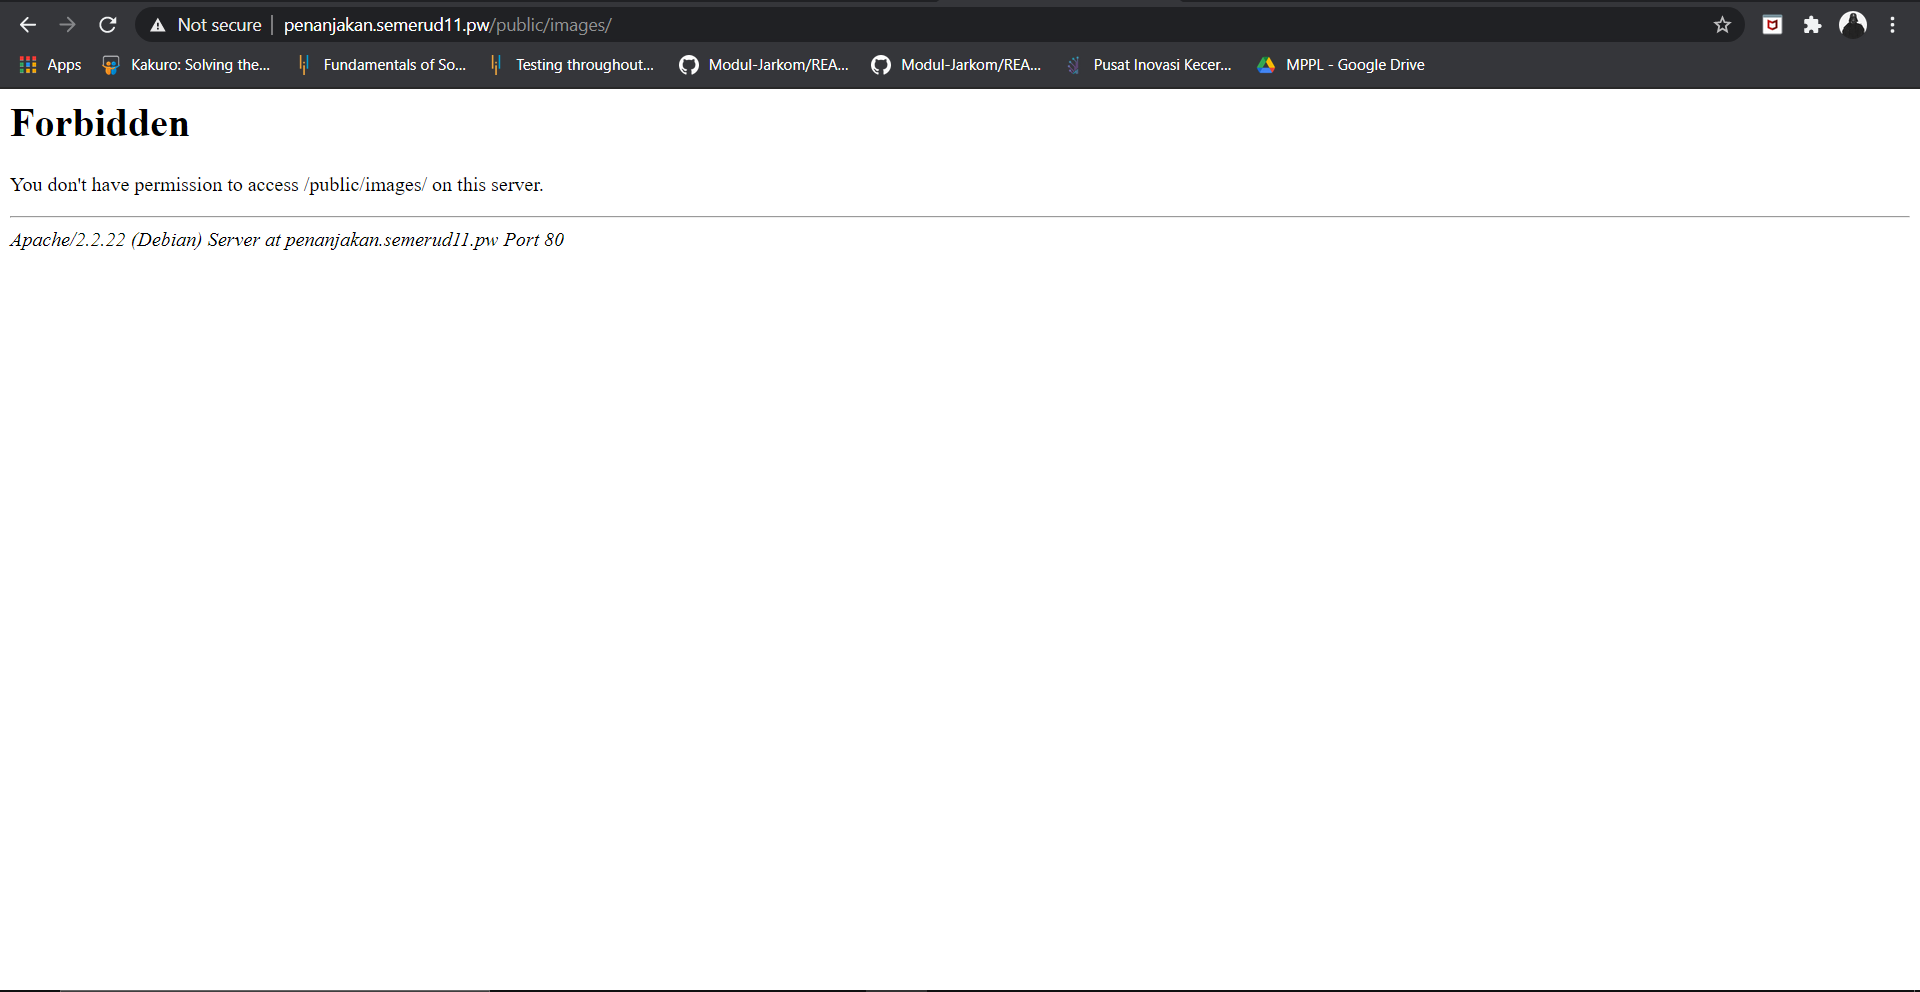 Not secure | penanjakan.semerud11.pw/public/images/
Apps Kakuro: Solving the... Fundamentals of So... Testing throughout... Modul-Jarkom/REA... Modul-Jarkom/REA... Pusat Inovasi Kecer... MPPL - Google Drive
Forbidden
You don't have permission to access /public/images/ on this server.
Apache/2.2.22 (Debian) Server at penanjakan.semerud11.pw Port 80